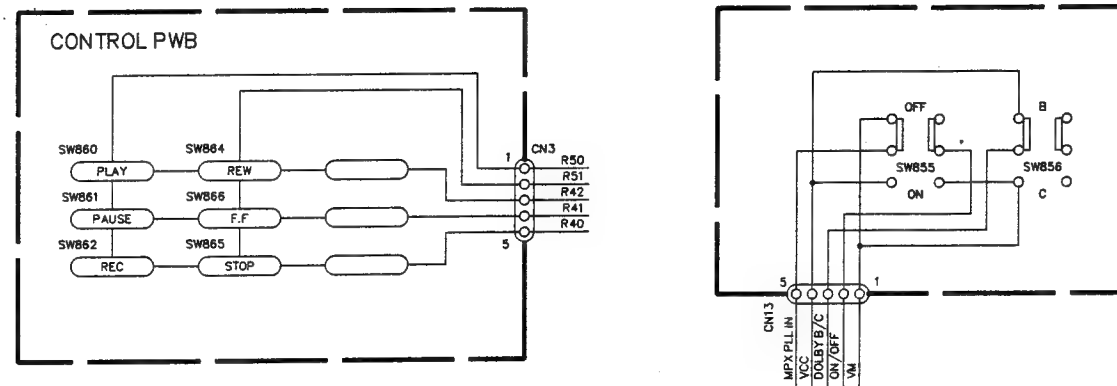 CONTROL PWB
SW860
PLAY
SW864
REW
SW861
PAUSE
SW866
F.F
SW862
REC
SW865
STOP
CN3
1
5
R50
R51
R42
R41
R40
OFF
B
SW855
SW856
ON
C
5
1
CN13
MPX PLL IN
VCC
DOLBY B/C
ON/OFF
VM